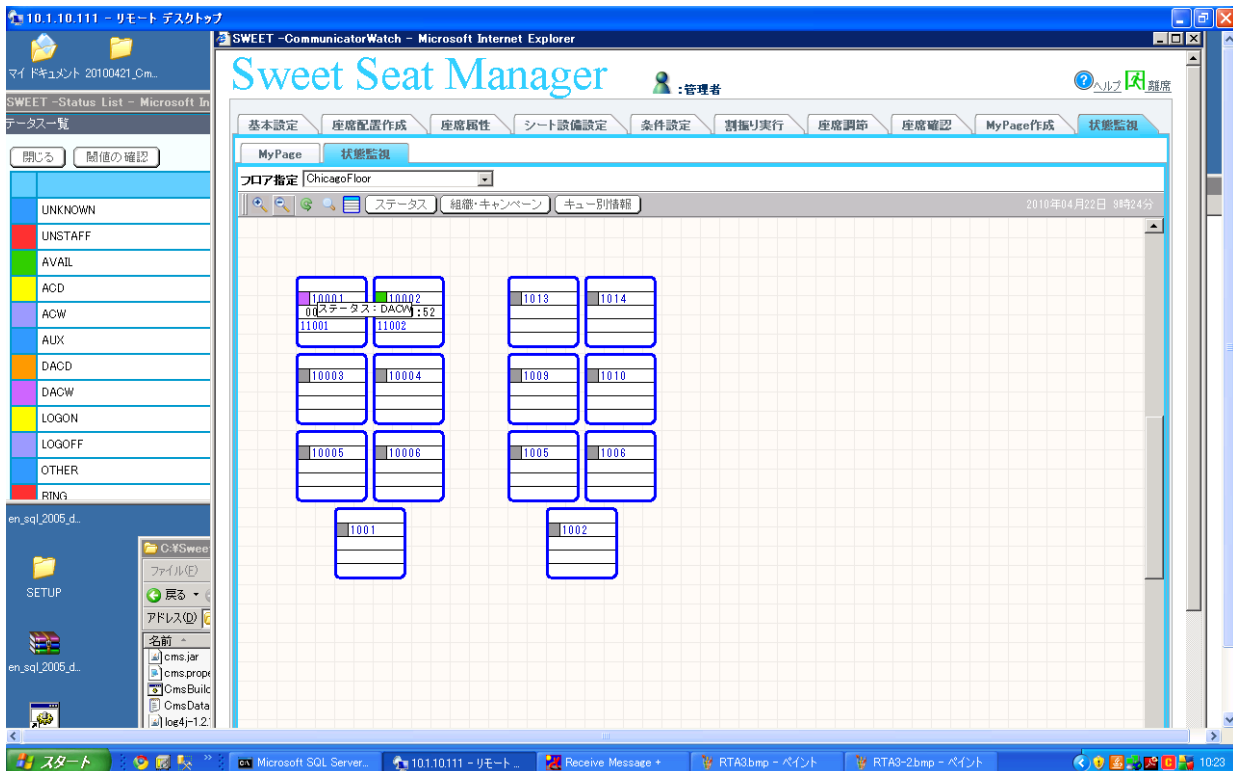 10.1.10.111 - リモート デスクトップ
マイ ドキュメント 20100421_Cm...
SWEET -Status List - Microsoft In
テータス一覧
閉じる 閾値の確認
UNKNOWN
UNSTAFF
AVAIL
ACD
ACW
AUX
DACD
DACW
LOGON
LOGOFF
OTHER
RING
en_sql_2005_d...
SETUP
en_sql_2005_d...
C:¥Swee
ファイル(F)
戻る
アドレス(D)
名前
cms.jar
cms.prope
CmsBuilc
CmsData
log4j-1.2.
SWEET -CommunicatorWatch - Microsoft Internet Explorer
Sweet Seat Manager
:管理者
ヘルプ 離席
基本設定 座席配置作成 座席属性 シート設備設定 条件設定 割振り実行 座席調節 座席確認 MyPage作成 状態監視
MyPage 状態監視
フロア指定 ChicagoFloor
ステータス 組織・キャンペーン キュー別情報 2010年04月22日 9時24分
10001 10002 1013 1014
00 ステータス：DACW :52
11001 11002
10003 10004 1009 1010
10005 10006 1005 1006
1001 1002
スタート Microsoft SQL Server... 10.1.10.111 - リモート ... Receive Message + RTA3.bmp - ペイント RTA3-2.bmp - ペイント 10:23